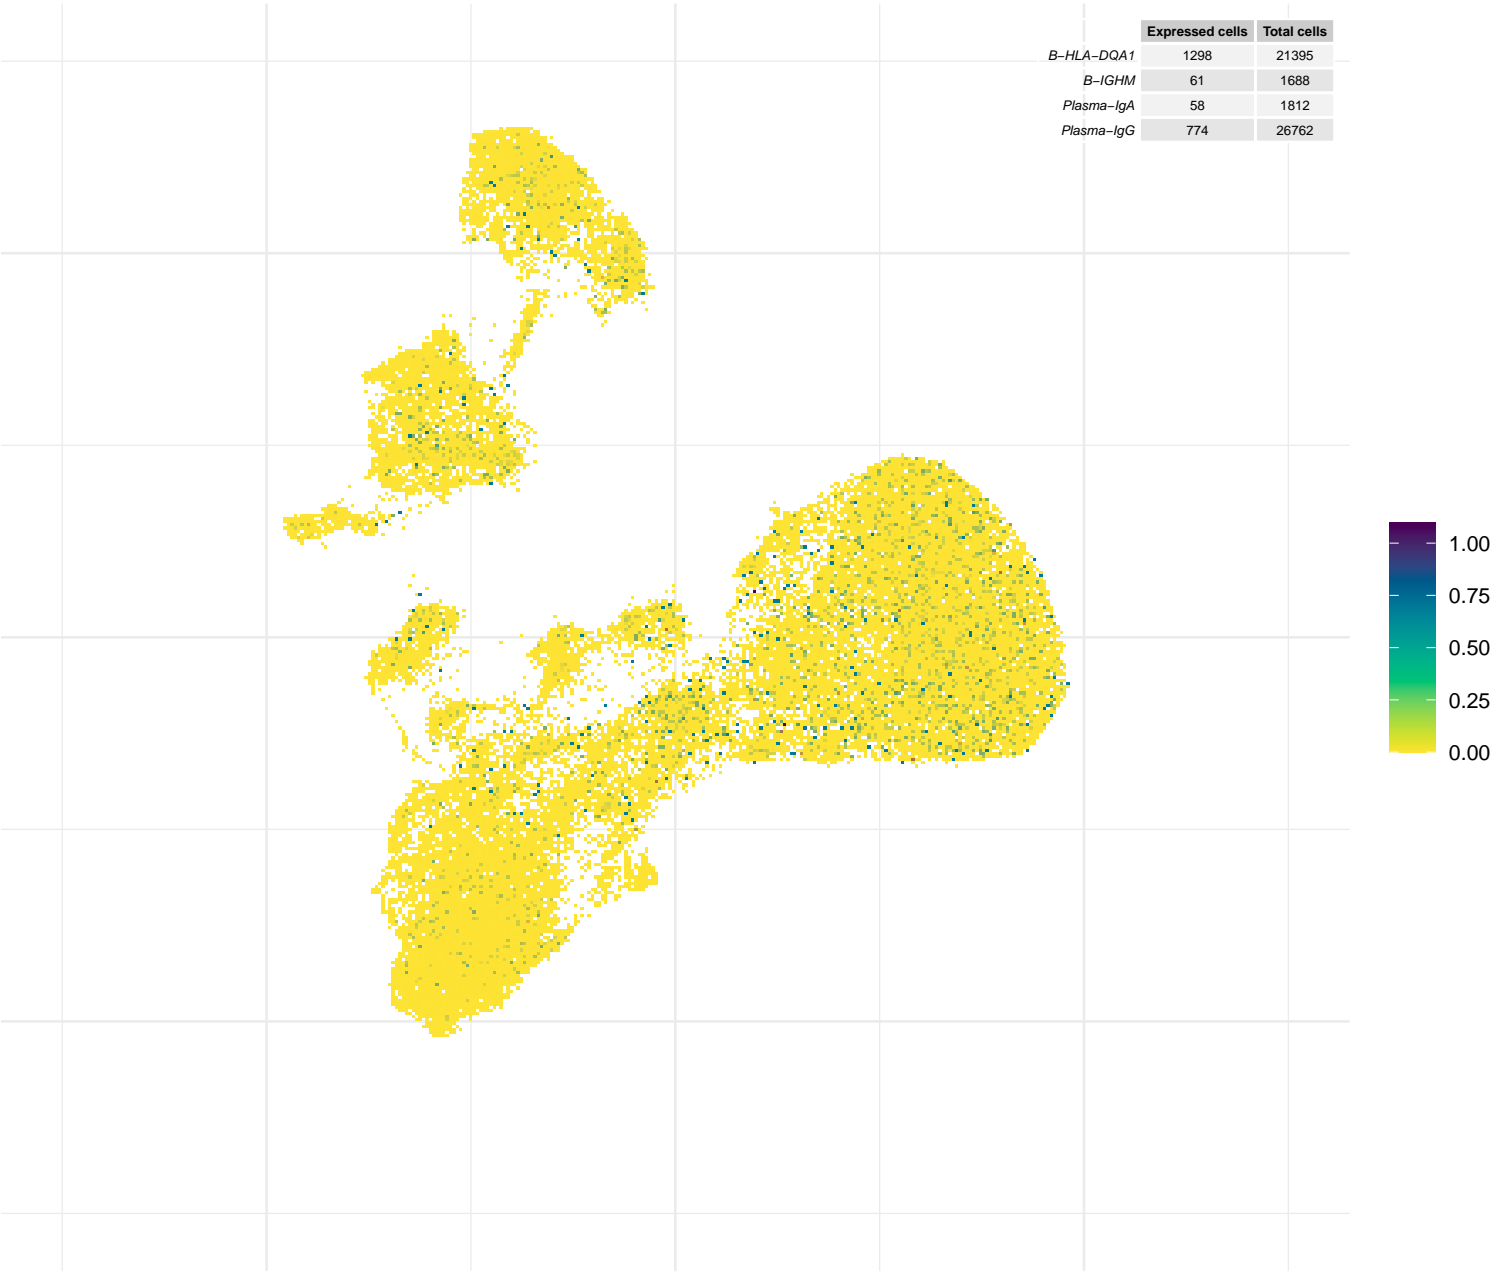 Expressed cells Total cells
B−HLA−DQA1 1298 21395
B−IGHM 61 1688
Plasma−IgA 58 1812
Plasma−IgG 774 26762
1.00
0.75
0.50
0.25
0.00